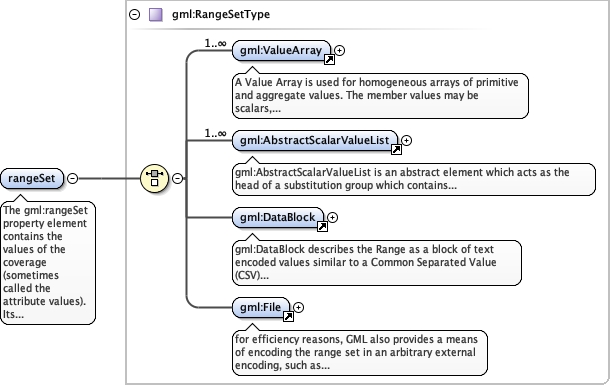 gml:RangeSetType
1..∞
gml:ValueArray
A Value Array is used for homogeneous arrays of primitive
and aggregate values. The member values may be
scalars,...
1..∞
gml:AbstractScalarValueList
gml:AbstractScalarValueList is an abstract element which acts as the
head of a substitution group which contains...
rangeSet
The gml:rangeSet
property element
contains the
values of the
coverage
(sometimes
called the
attribute values).
Its...
gml:DataBlock
gml:DataBlock describes the Range as a block of text
encoded values similar to a Common Separated Value
(CSV)...
gml:File
for efficiency reasons, GML also provides a means
of encoding the range set in an arbitrary external
encoding, such as...